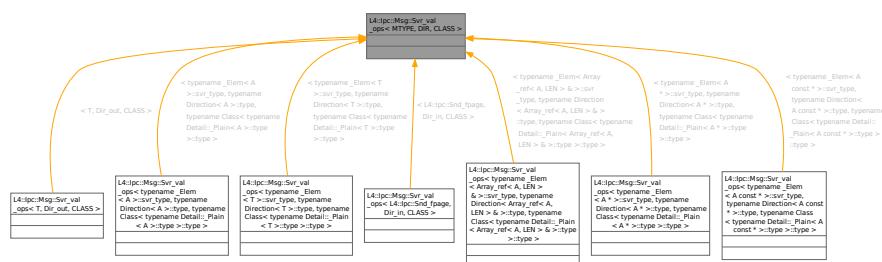 L4::Ipc::Msg::Svr_val
_ops< MTYPE, DIR, CLASS >
< T, Dir_out, CLASS >
< typename _Elem< A
>::svr_type, typename
Direction< A >::type,
typename Class< typename
Detail::_Plain< A >::type
>::type >
< typename _Elem< T
>::svr_type, typename
Direction< T >::type,
typename Class< typename
Detail::_Plain< T >::type
>::type >
< L4::Ipc::Snd_fpage,
Dir_in, CLASS >
< typename _Elem< Array
_ref< A, LEN > & >::svr
_type, typename Direction
< Array_ref< A, LEN > & >
::type, typename Class< typename
Detail::_Plain< Array_ref< A,
LEN > & >::type >::type >
< typename _Elem< A
* >::svr_type, typename
Direction< A * >::type,
typename Class< typename
Detail::_Plain< A * >::type
>::type >
< typename _Elem< A
const * >::svr_type,
typename Direction<
A const * >::type, typename
typename Class< typename Detail::
_Plain< A const * >::type >
::type >
L4::Ipc::Msg::Svr_val
_ops< T, Dir_out, CLASS >
L4::Ipc::Msg::Svr_val
_ops< typename _Elem
< A >::svr_type, typename
Direction< A >::type, typename
Class< typename Detail::_Plain
< A >::type >::type >
L4::Ipc::Msg::Svr_val
_ops< typename _Elem
< T >::svr_type, typename
Direction< T >::type, typename
Class< typename Detail::_Plain
< T >::type >::type >
L4::Ipc::Msg::Svr_val
_ops< L4::Ipc::Snd_fpage,
Dir_in, CLASS >
L4::Ipc::Msg::Svr_val
_ops< typename _Elem
< Array_ref< A, LEN >
& >::svr_type, typename
Direction< Array_ref< A,
LEN > & >::type, typename
Class< typename Detail::_Plain
< Array_ref< A, LEN > & >::type
>::type >
L4::Ipc::Msg::Svr_val
_ops< typename _Elem
< A * >::svr_type, typename
Direction< A * >::type, typename
Class< typename Detail::_Plain
< A * >::type >::type >
L4::Ipc::Msg::Svr_val
_ops< typename _Elem
< A const * >::svr_type,
typename Direction< A const
* >::type, typename Class
< typename Detail::_Plain< A
const * >::type >::type >